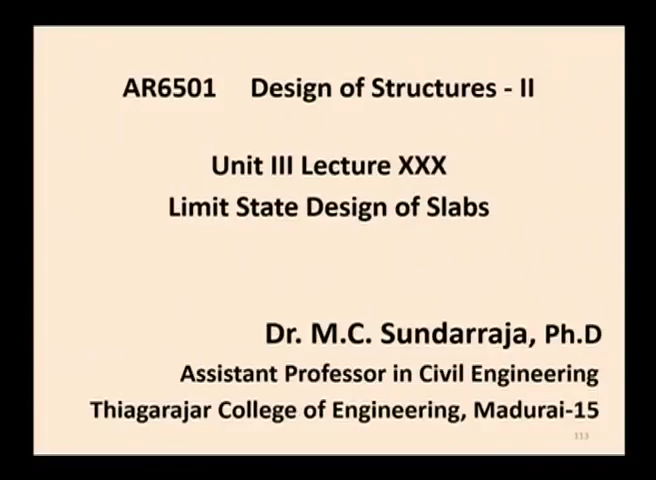 AR6501 Design of Structures - II
Unit III Lecture XXX
Limit State Design of Slabs
Dr. M.C. Sundarraja, Ph.D
Assistant Professor in Civil Engineering
Thiagarajar College of Engineering, Madurai-15
113